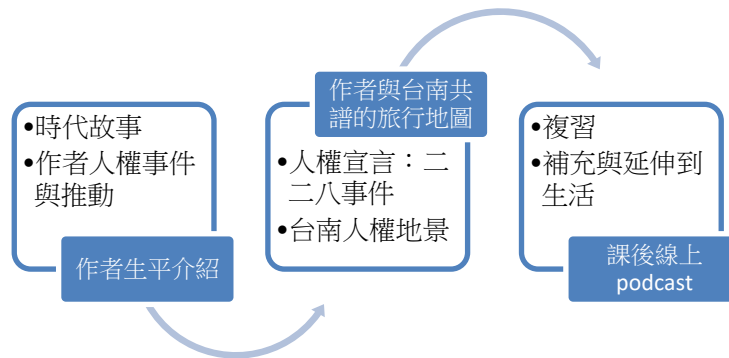 •時代故事
•作者人權事件
與推動
作者生平介紹
作者與台南共
譜的旅行地圖
•人權宣言：二
二八事件
•台南人權地景
•複習
•補充與延伸到
生活
課後線上
podcast